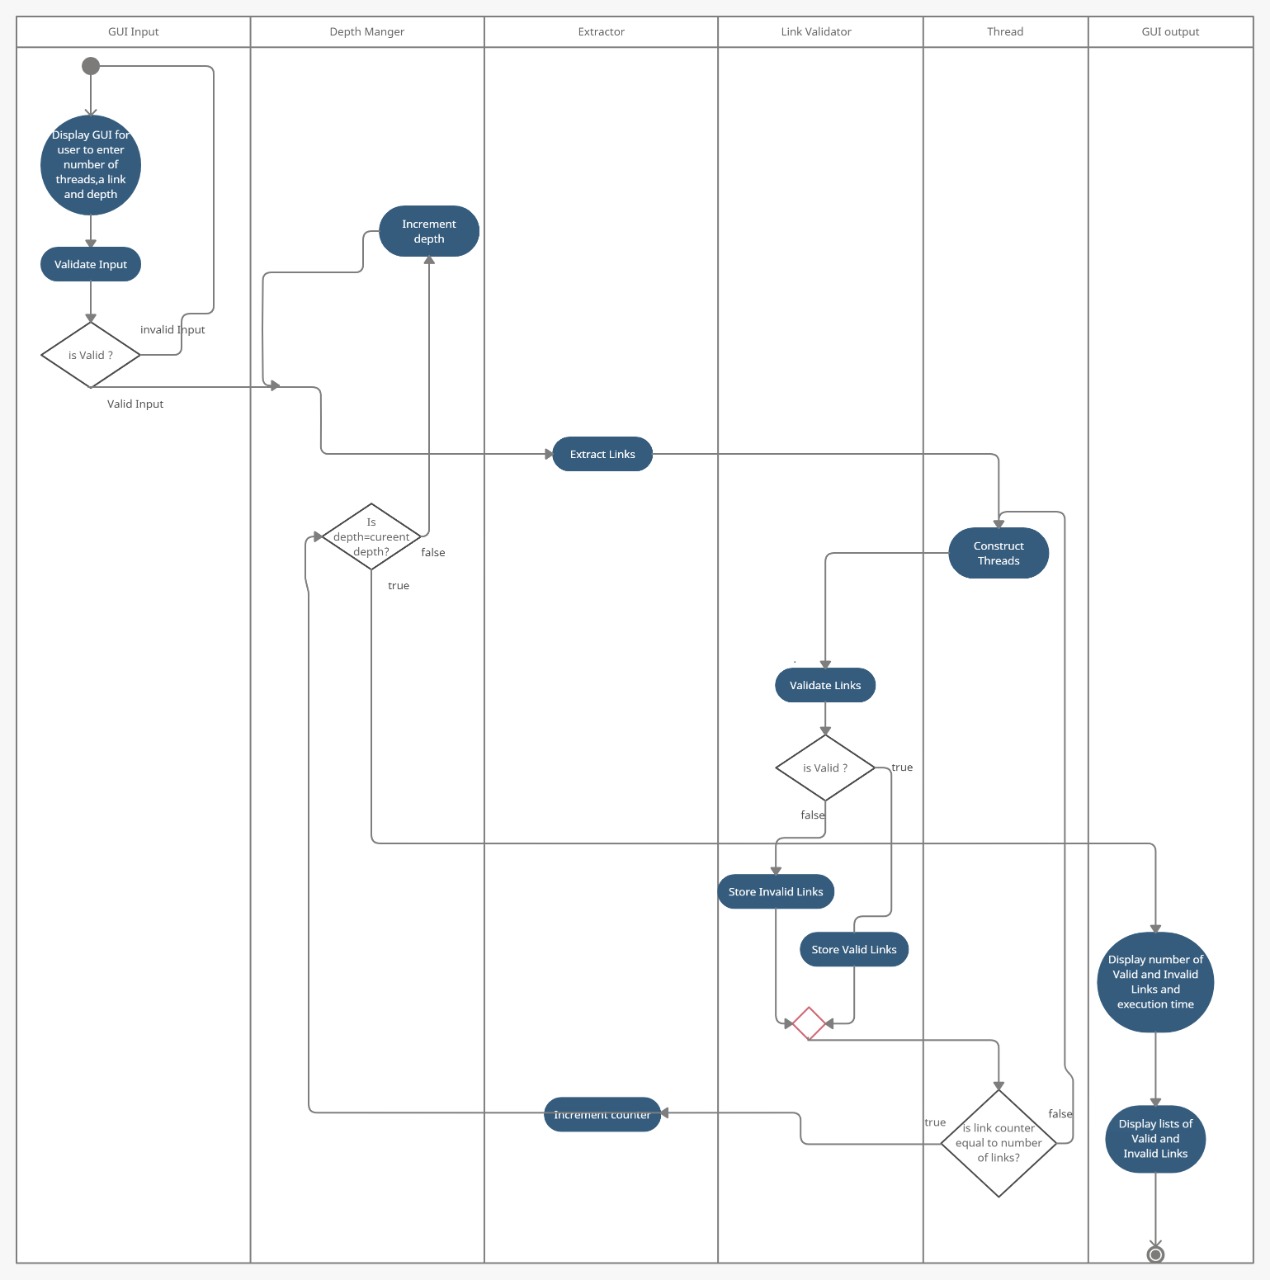 GUI Input
Depth Manger
Extractor
Link Validator
Thread
GUI output
Display GUI for
user to enter
number of
threads,a link
and depth
Validate Input
is Valid ?
invalid Input
Valid Input
Increment
depth
Extract Links
Is
depth=cureent
depth?
false
true
Construct
Threads
Validate Links
is Valid ?
true
false
Store Invalid Links
Store Valid Links
Display number of
Valid and Invalid
Links and
execution time
Increment counter
true
is link counter
equal to number
of links?
false
Display lists of
Valid and
Invalid Links